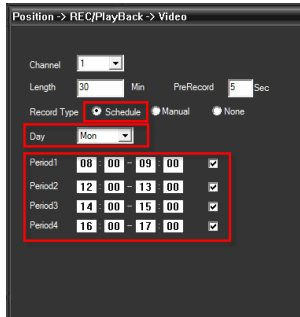 Position -> REC/PlayBack -> Video
Channel 1
Length 30 Min PreRecord 5 Sec
Record Type Schedule Manual None
Day Mon
Period1 08 : 00 - 09 : 00
Period2 12 : 00 - 13 : 00
Period3 14 : 00 - 15 : 00
Period4 16 : 00 - 17 : 00